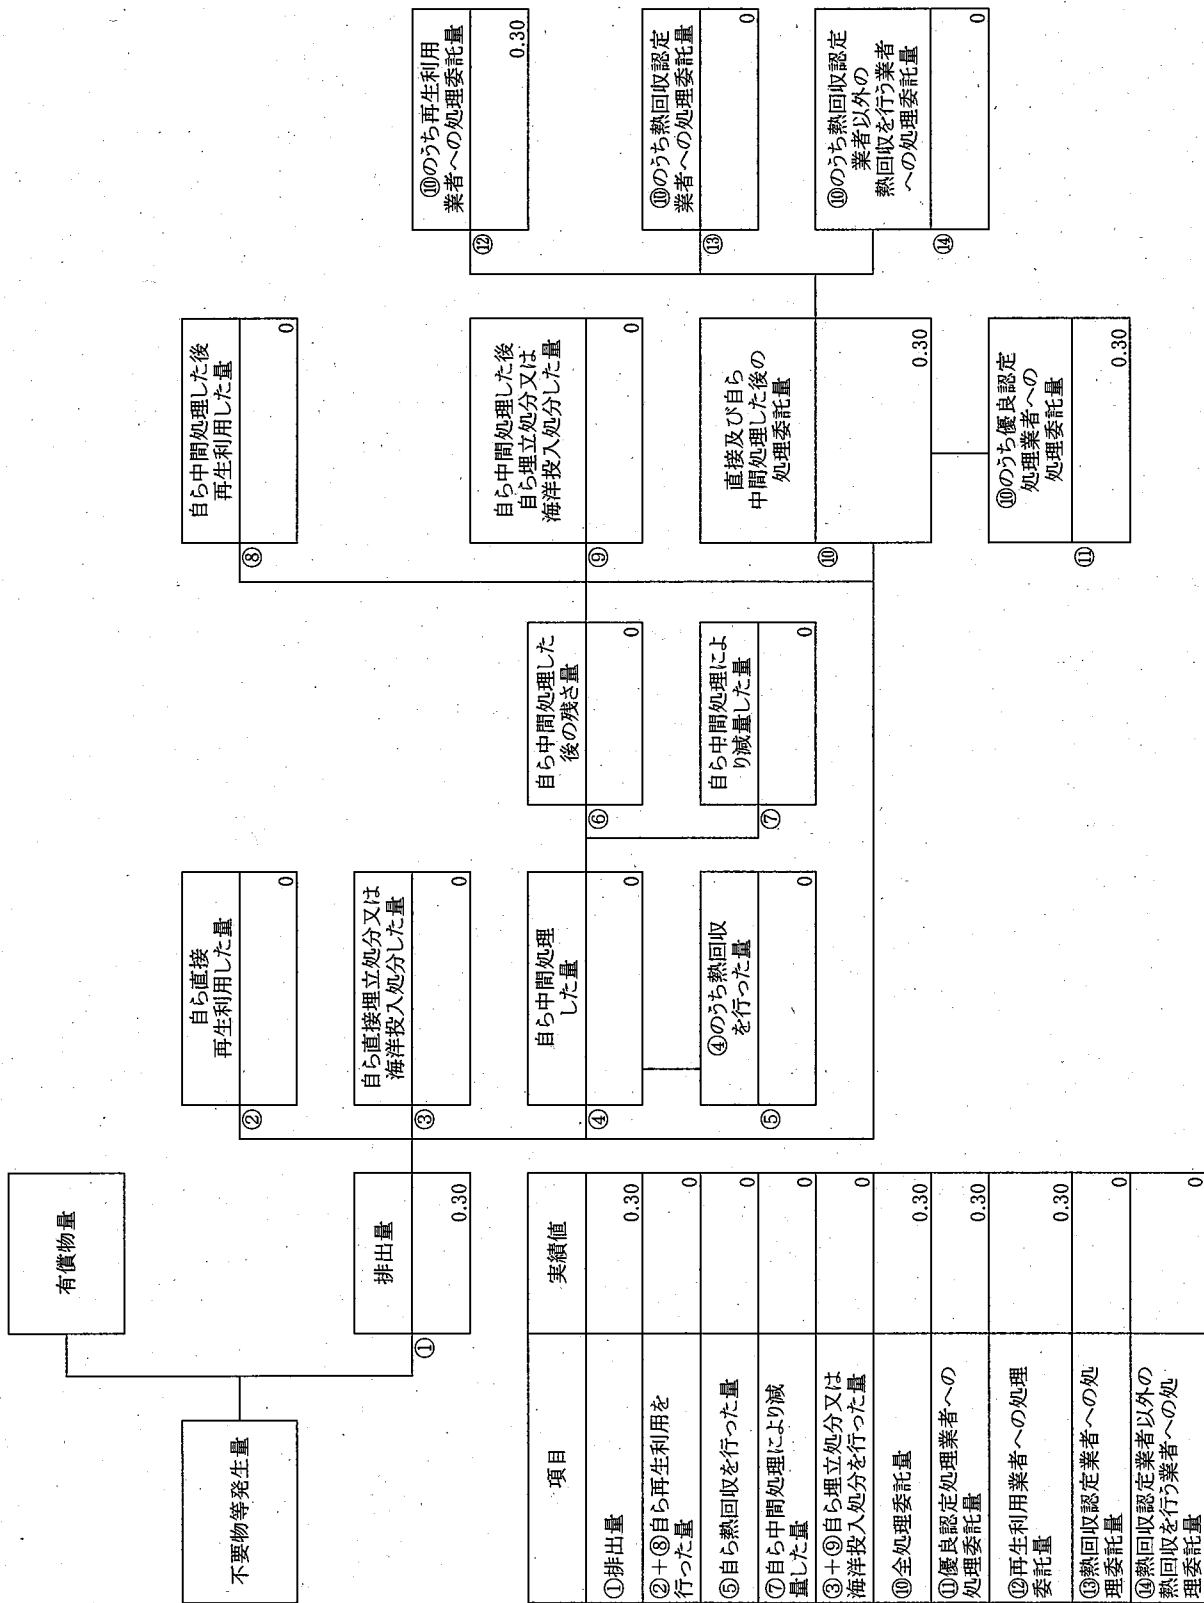 不要物等発生量
有償物量
排出量
①
0.30
自ら直接
再生利用した量
②
0
自ら直接埋立処分又は
海洋投入処分した量
③
0
自ら中間処理
した量
④
0
④のうち熱回収
を行った量
⑤
0
自ら中間処理した
後の残さ量
⑥
0
自ら中間処理によ
り減量した量
⑦
0
自ら中間処理した後
再生利用した量
⑧
0
自ら中間処理した後
自ら埋立処分又は
海洋投入処分した量
⑨
0
直接及び自ら
中間処理した後の
処理委託量
⑩
0.30
⑩のうち優良認定
処理業者への
処理委託量
⑪
0.30
⑩のうち再生利用
業者への処理委託量
⑫
0.30
⑩のうち熱回収認定
業者への処理委託量
⑬
0
⑩のうち熱回収認定
業者以外の
熱回収を行う業者
への処理委託量
⑭
0
項目 実績値
①排出量 0.30
②+⑧自ら再生利用を
行った量 0
⑤自ら熱回収を行った量 0
⑦自ら中間処理により減
量した量 0
③+⑨自ら埋立処分又は
海洋投入処分を行った量 0
⑩全処理委託量 0.30
⑪優良認定処理業者への
処理委託量 0.30
⑫再生利用業者への処理
委託量 0.30
⑬熱回収認定業者への処
理委託量 0
⑭熱回収認定業者以外の
熱回収を行う業者への処
理委託量 0